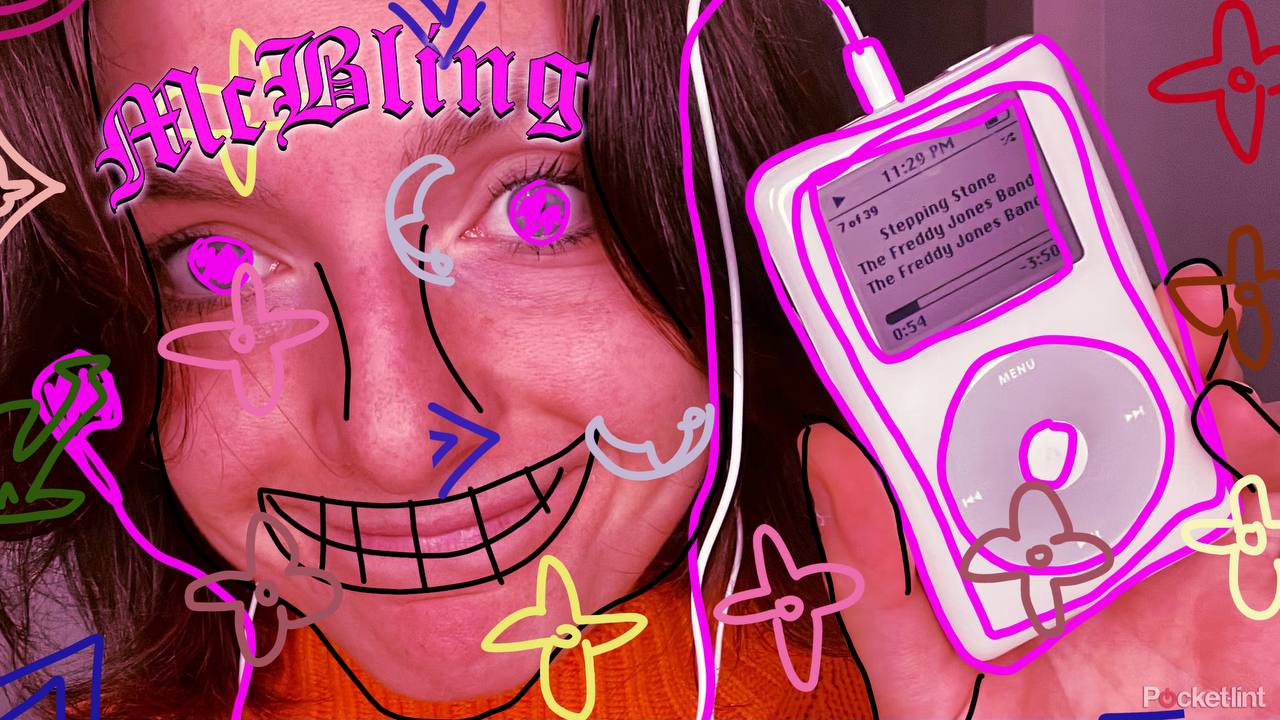 McBling
11:29 PM
7 of 39
Stepping Stone
The Freddy Jones Band
The Freddy Jones Band
0:54
-3:50
MENU
Pocketlint